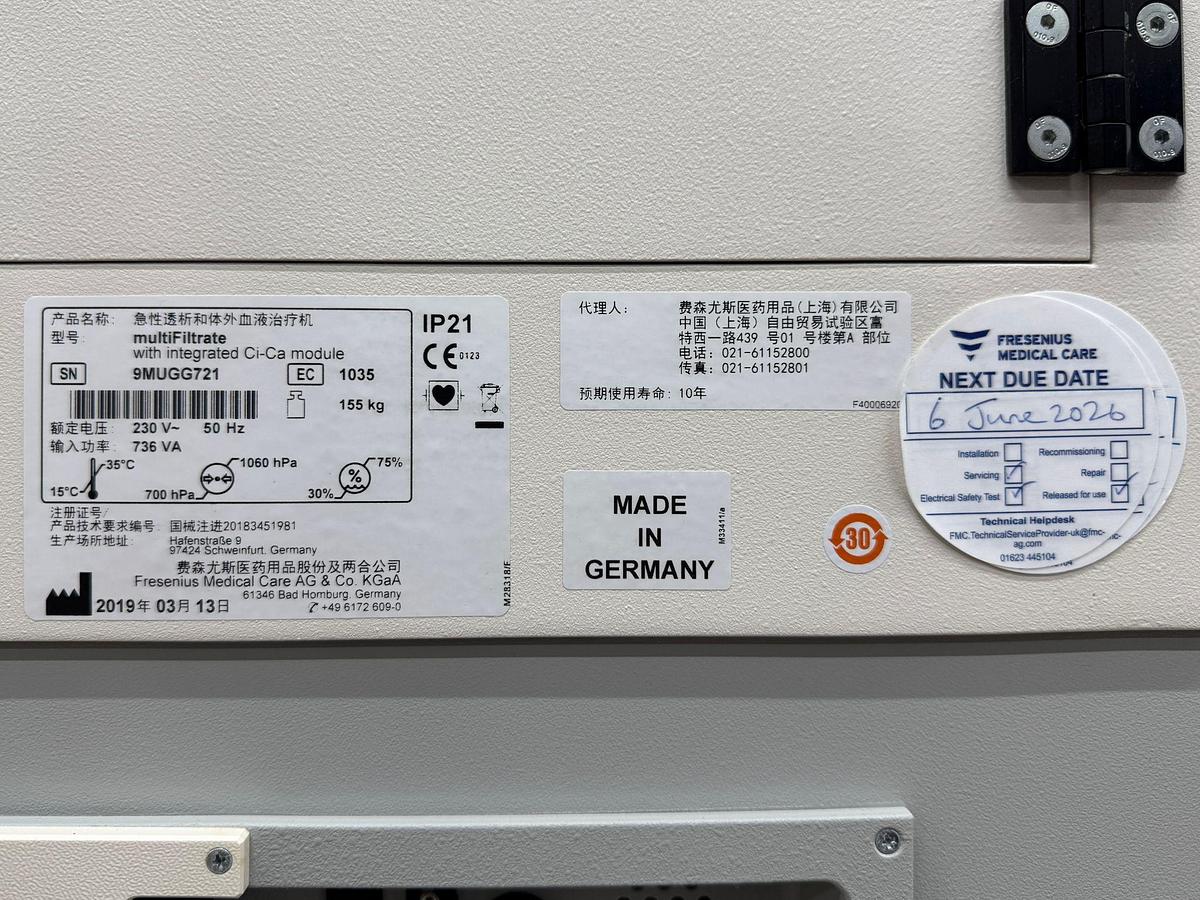 产品名称: 急性透析和体外血液治疗机
型号: multiFiltrate
with integrated Ci-Ca module
SN 9MUGG721 EC 1035
155 kg
额定电压: 230 V~ 50 Hz
输入功率: 736 VA
35°C
15°C
1060 hPa
700 hPa
%
75%
30%
IP21
CE 0123
注册证号/
产品技术要求编号: 国械注进20183451981
生产场所地址: Hafenstraße 9
97424 Schweinfurt. Germany
费森尤斯医药用品股份及两合公司
Fresenius Medical Care AG & Co. KGaA
61346 Bad Homburg. Germany
2019年 03月 13日
+49 6172 609-0
M28318/E
代理人: 费森尤斯医药用品(上海)有限公司
中国 (上海) 自由贸易试验区富
特西一路439 号01 号楼第A 部位
电话: 021-61152800
传真: 021-61152801
预期使用寿命: 10年
F4000692
MADE
IN
GERMANY
M33411/a
30
FRESENIUS
MEDICAL CARE
NEXT DUE DATE
6 June 2026
Installation Recommissioning
Servicing Repair
Electrical Safety Test Released for use
Technical Helpdesk
FMC.TechnicalServiceProvider-uk@fmc-
ag.com
01623 445104